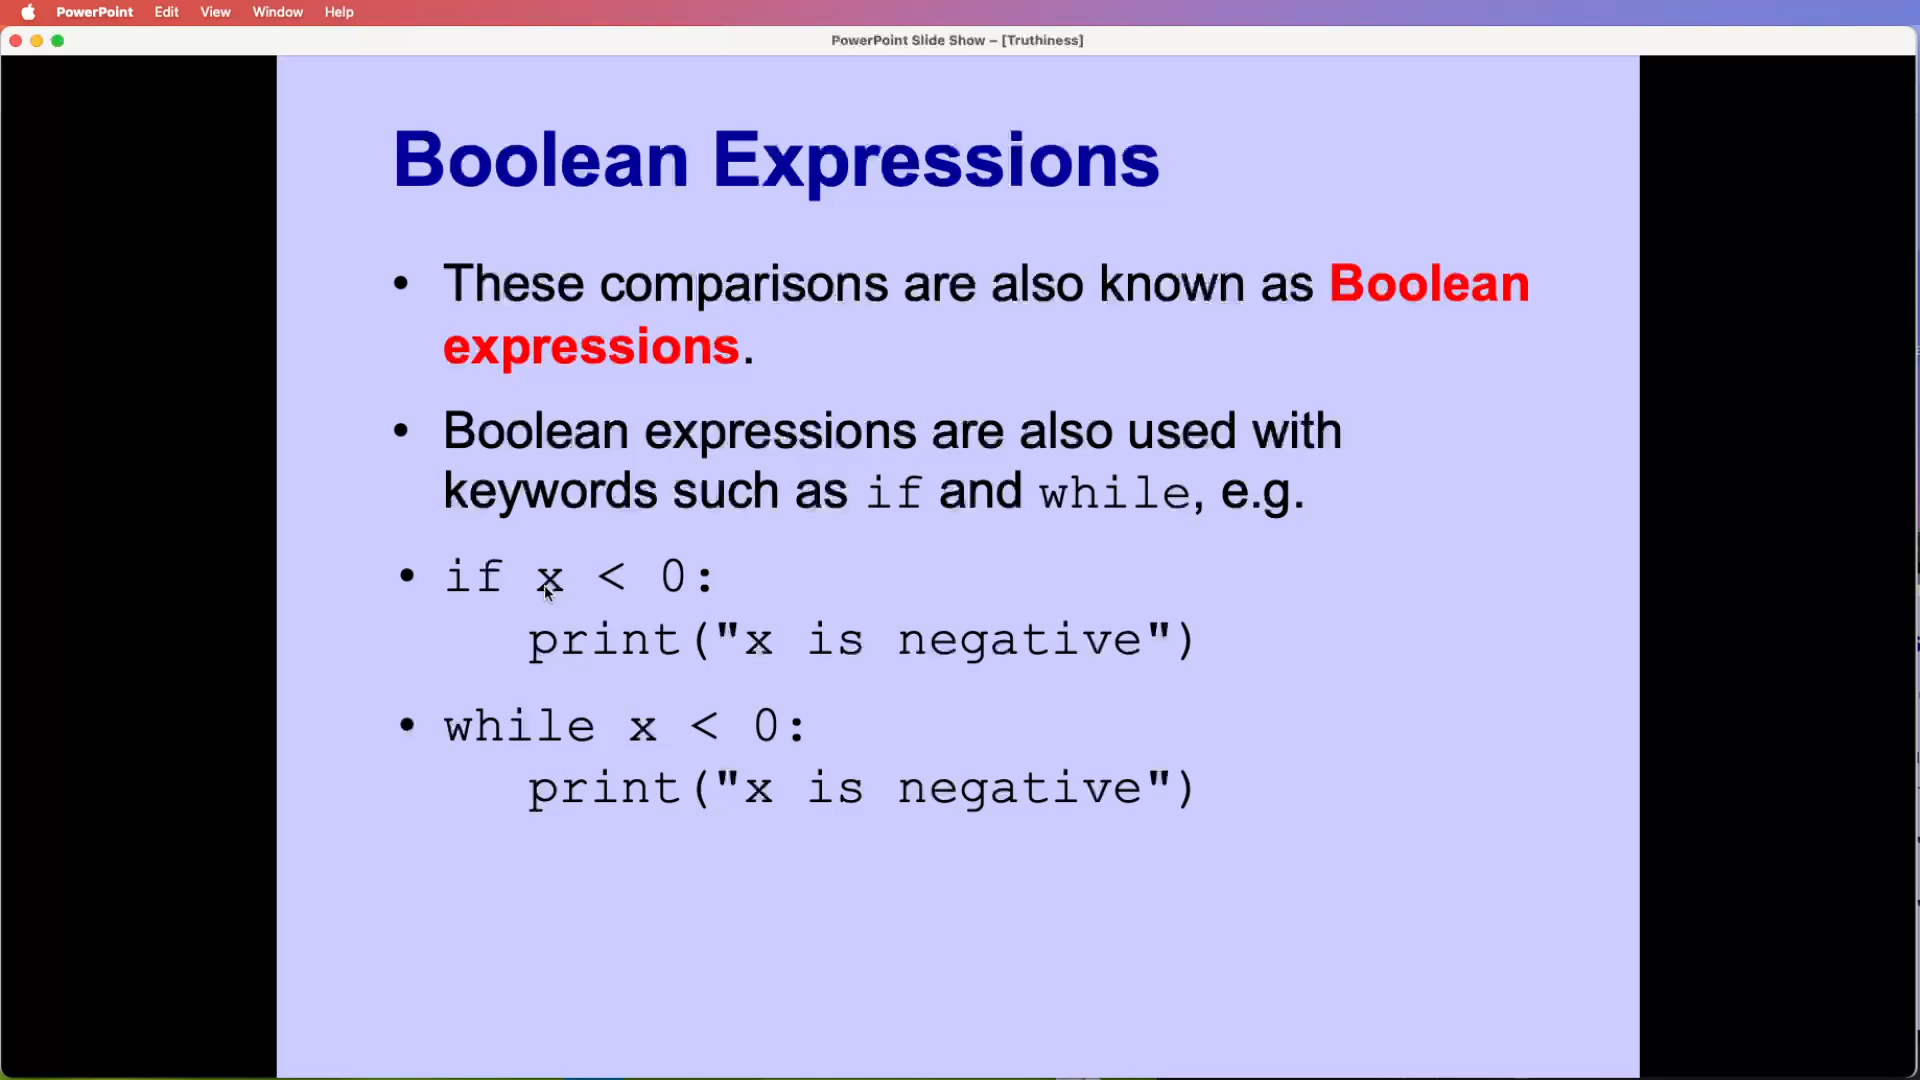 PowerPoint Edit View Window Help
PowerPoint Slide Show – [Truthiness]
Boolean Expressions
• These comparisons are also known as Boolean
expressions.
• Boolean expressions are also used with
keywords such as if and while, e.g.
• if x < 0:
print("x is negative")
• while x < 0:
print("x is negative")